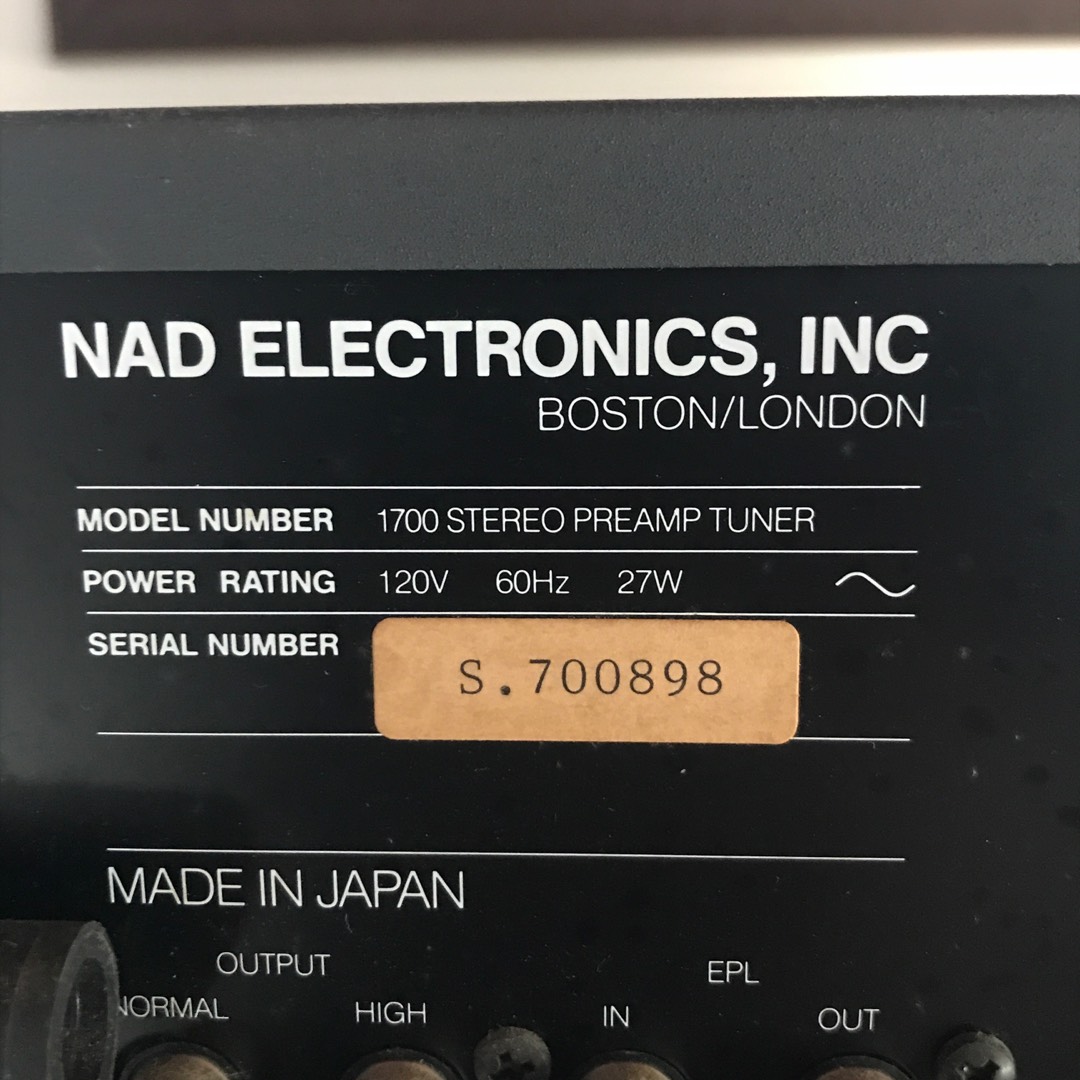 NAD ELECTRONICS, INC
BOSTON/LONDON
MODEL NUMBER 1700 STEREO PREAMP TUNER
POWER RATING 120V 60Hz 27W
SERIAL NUMBER S.700898
MADE IN JAPAN
OUTPUT EPL
NORMAL HIGH IN OUT